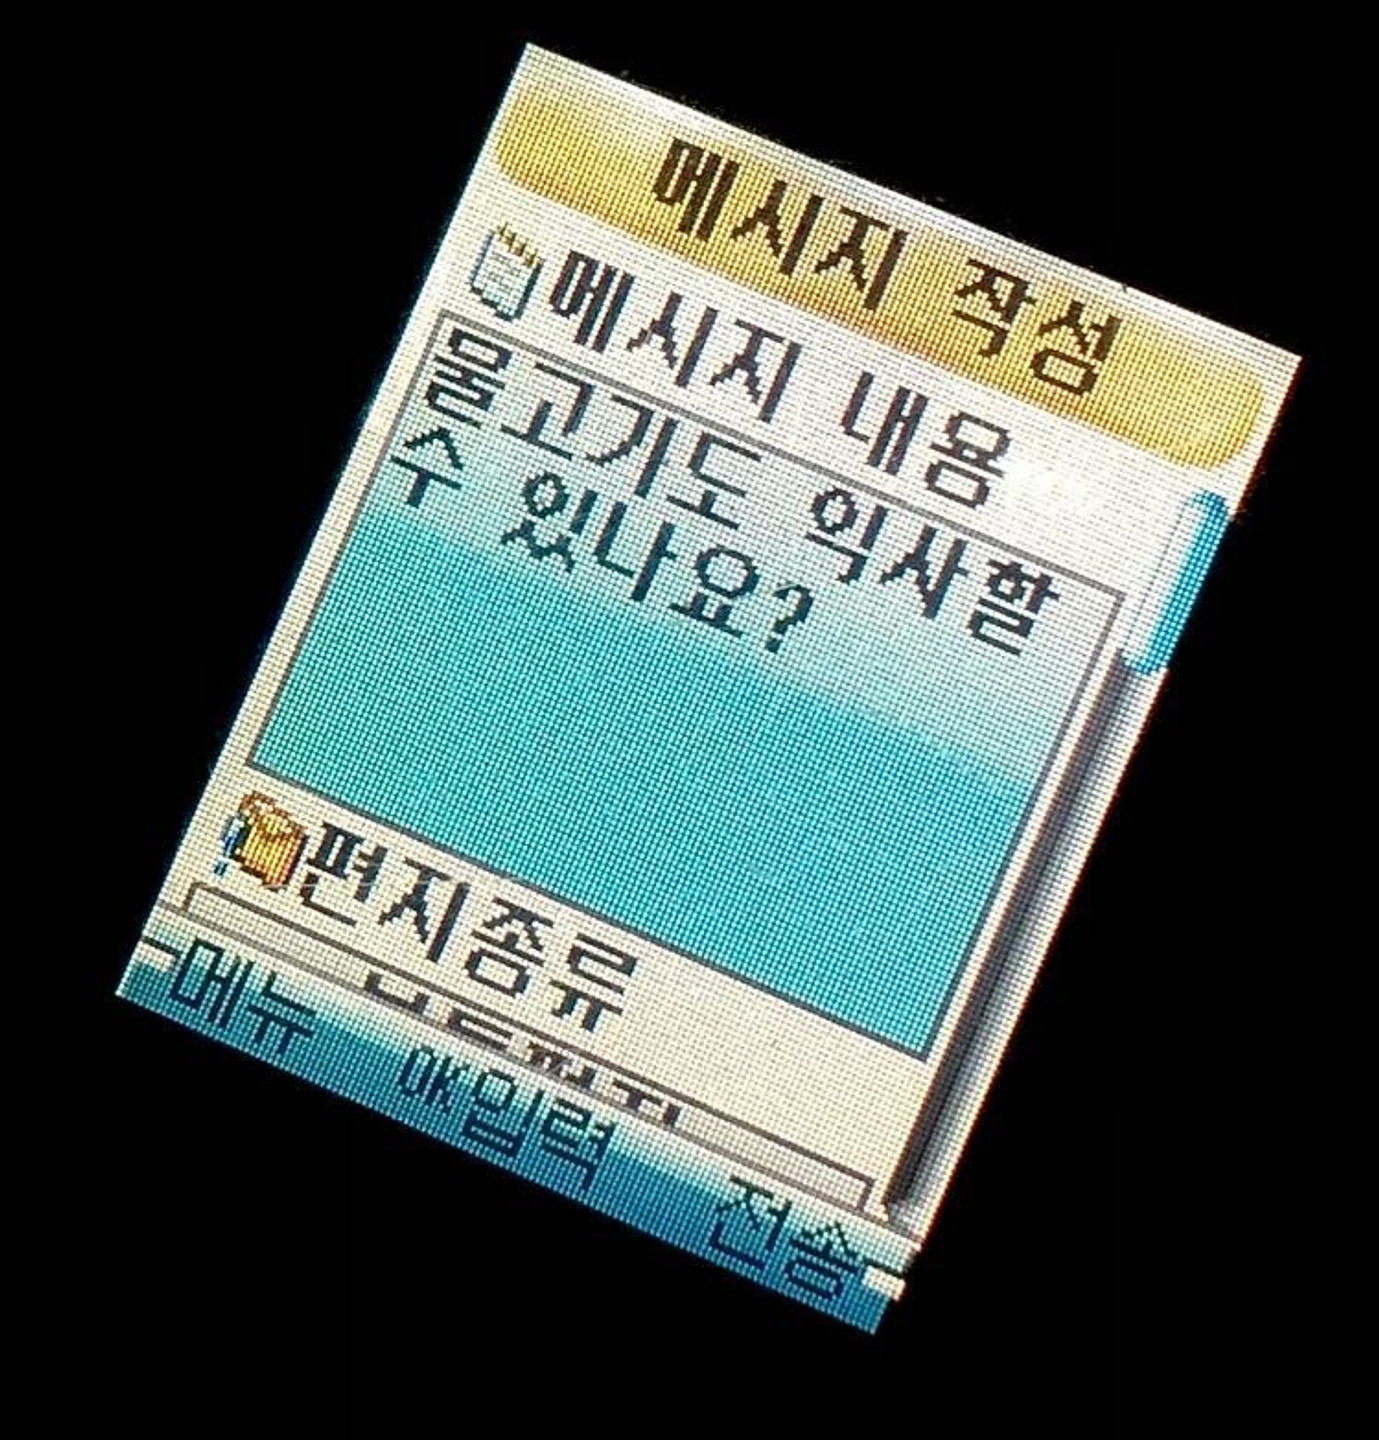 메시지 작성
메시지 내용
물고기도 익사할
수 있나요?
편지종류
메뉴 OK입력 전송